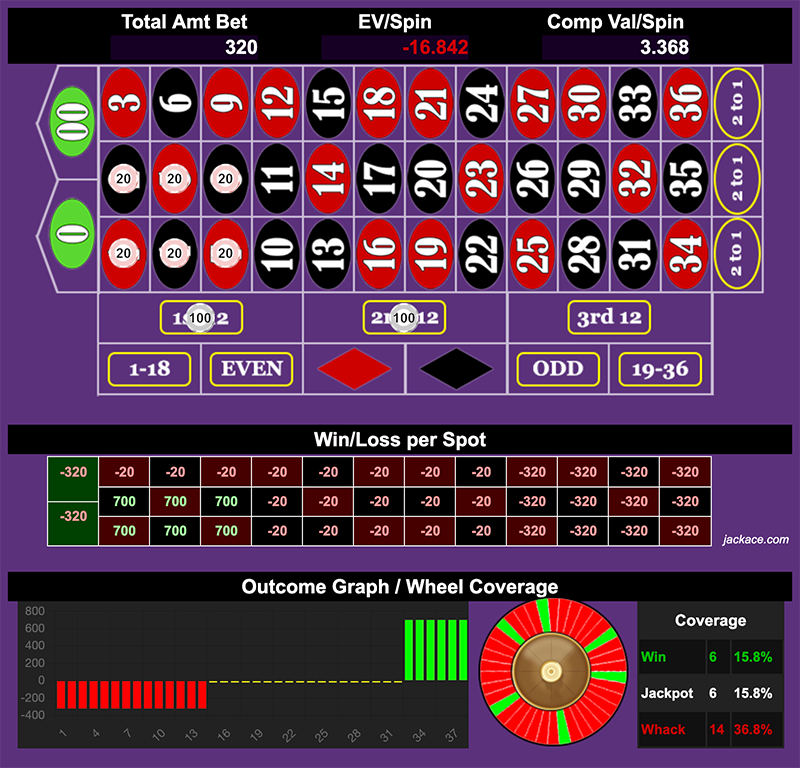 Total Amt Bet EV/Spin Comp Val/Spin
320 -16.842 3.368
00 3 6 9 12 15 18 21 24 27 30 33 36 2 to 1
20 20 20 11 14 17 20 23 26 29 32 35 2 to 1
0 20 20 20 10 13 16 19 22 25 28 31 34 2 to 1
100 100 3rd 12
1-18 EVEN ODD 19-36
Win/Loss per Spot
-320 -20 -20 -20 -20 -20 -20 -20 -20 -320 -320 -320 -320
700 700 700 -20 -20 -20 -20 -20 -320 -320 -320 -320
-320 700 700 700 -20 -20 -20 -20 -20 -320 -320 -320 -320
jackace.com
Outcome Graph / Wheel Coverage
800
600
400
200
0
-200
-400
1 4 7 10 13 16 19 22 25 28 31 34 37
Coverage
Win 6 15.8%
Jackpot 6 15.8%
Whack 14 36.8%